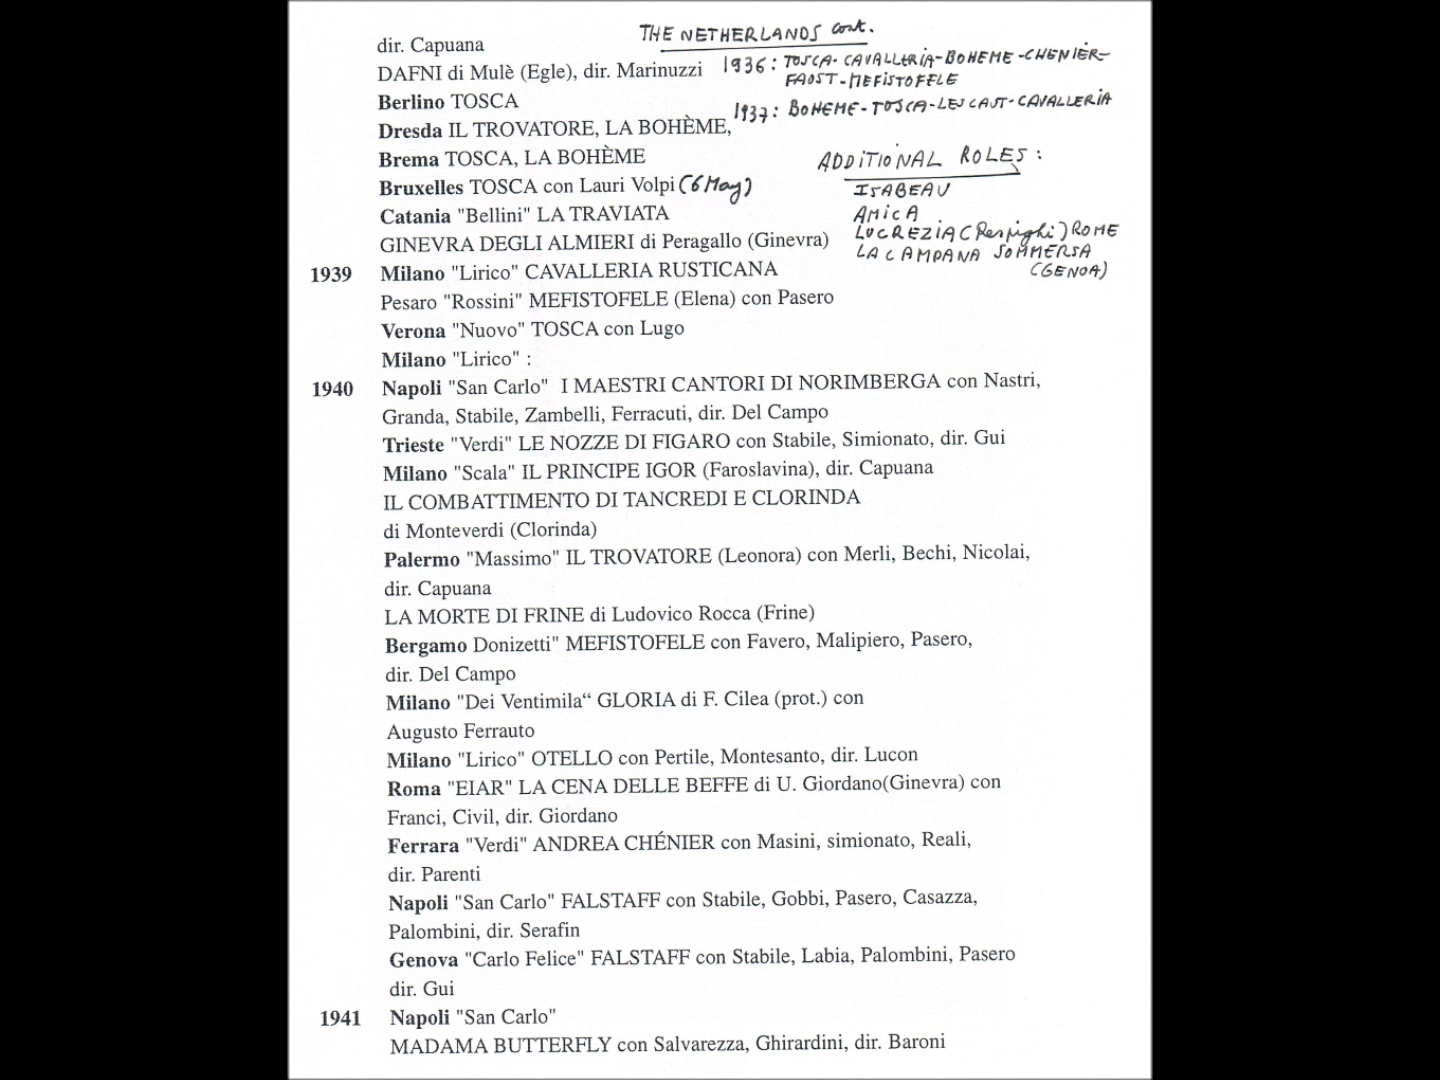 THE NETHERLANDS cont.
1936: TOSCA-CAVALLERIA-BOHEME-CHENIER-
FAUST-MEFISTOFELE
1937: BOHEME-TOSCA-LESCAUT-CAVALLERIA
ADDITIONAL ROLES:
ISABEAU
AMICA
LUCREZIA (Respighi) ROME
LA CAMPANA SOMMERSA
(GENOA)
dir. Capuana
DAFNI di Mulè (Egle), dir. Marinuzzi
Berlino TOSCA
Dresda IL TROVATORE, LA BOHÈME,
Brema TOSCA, LA BOHÈME
Bruxelles TOSCA con Lauri Volpi (6 May)
Catania "Bellini" LA TRAVIATA
GINEVRA DEGLI ALMIERI di Peragallo (Ginevra)
1939 Milano "Lirico" CAVALLERIA RUSTICANA
Pesaro "Rossini" MEFISTOFELE (Elena) con Pasero
Verona "Nuovo" TOSCA con Lugo
Milano "Lirico" :
1940 Napoli "San Carlo" I MAESTRI CANTORI DI NORIMBERGA con Nastri,
Granda, Stabile, Zambelli, Ferracuti, dir. Del Campo
Trieste "Verdi" LE NOZZE DI FIGARO con Stabile, Simionato, dir. Gui
Milano "Scala" IL PRINCIPE IGOR (Faroslavina), dir. Capuana
IL COMBATTIMENTO DI TANCREDI E CLORINDA
di Monteverdi (Clorinda)
Palermo "Massimo" IL TROVATORE (Leonora) con Merli, Bechi, Nicolai,
dir. Capuana
LA MORTE DI FRINE di Ludovico Rocca (Frine)
Bergamo Donizetti" MEFISTOFELE con Favero, Malipiero, Pasero,
dir. Del Campo
Milano "Dei Ventimila“ GLORIA di F. Cilea (prot.) con
Augusto Ferrauto
Milano "Lirico" OTELLO con Pertile, Montesanto, dir. Lucon
Roma "EIAR" LA CENA DELLE BEFFE di U. Giordano(Ginevra) con
Franci, Civil, dir. Giordano
Ferrara "Verdi" ANDREA CHÉNIER con Masini, simionato, Reali,
dir. Parenti
Napoli "San Carlo" FALSTAFF con Stabile, Gobbi, Pasero, Casazza,
Palombini, dir. Serafin
Genova "Carlo Felice" FALSTAFF con Stabile, Labia, Palombini, Pasero
dir. Gui
1941 Napoli "San Carlo"
MADAMA BUTTERFLY con Salvarezza, Ghirardini, dir. Baroni